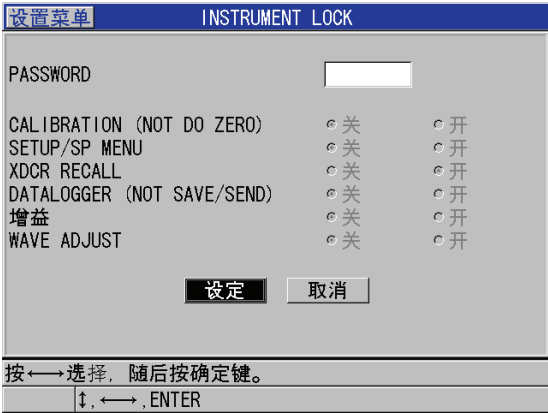 设置菜单 INSTRUMENT LOCK
PASSWORD
CALIBRATION (NOT DO ZERO) 关 开
SETUP/SP MENU 关 开
XDCR RECALL 关 开
DATALOGGER (NOT SAVE/SEND) 关 开
增益 关 开
WAVE ADJUST 关 开
设定 取消
按←→选择, 随后按确定键。
↕,←→,ENTER